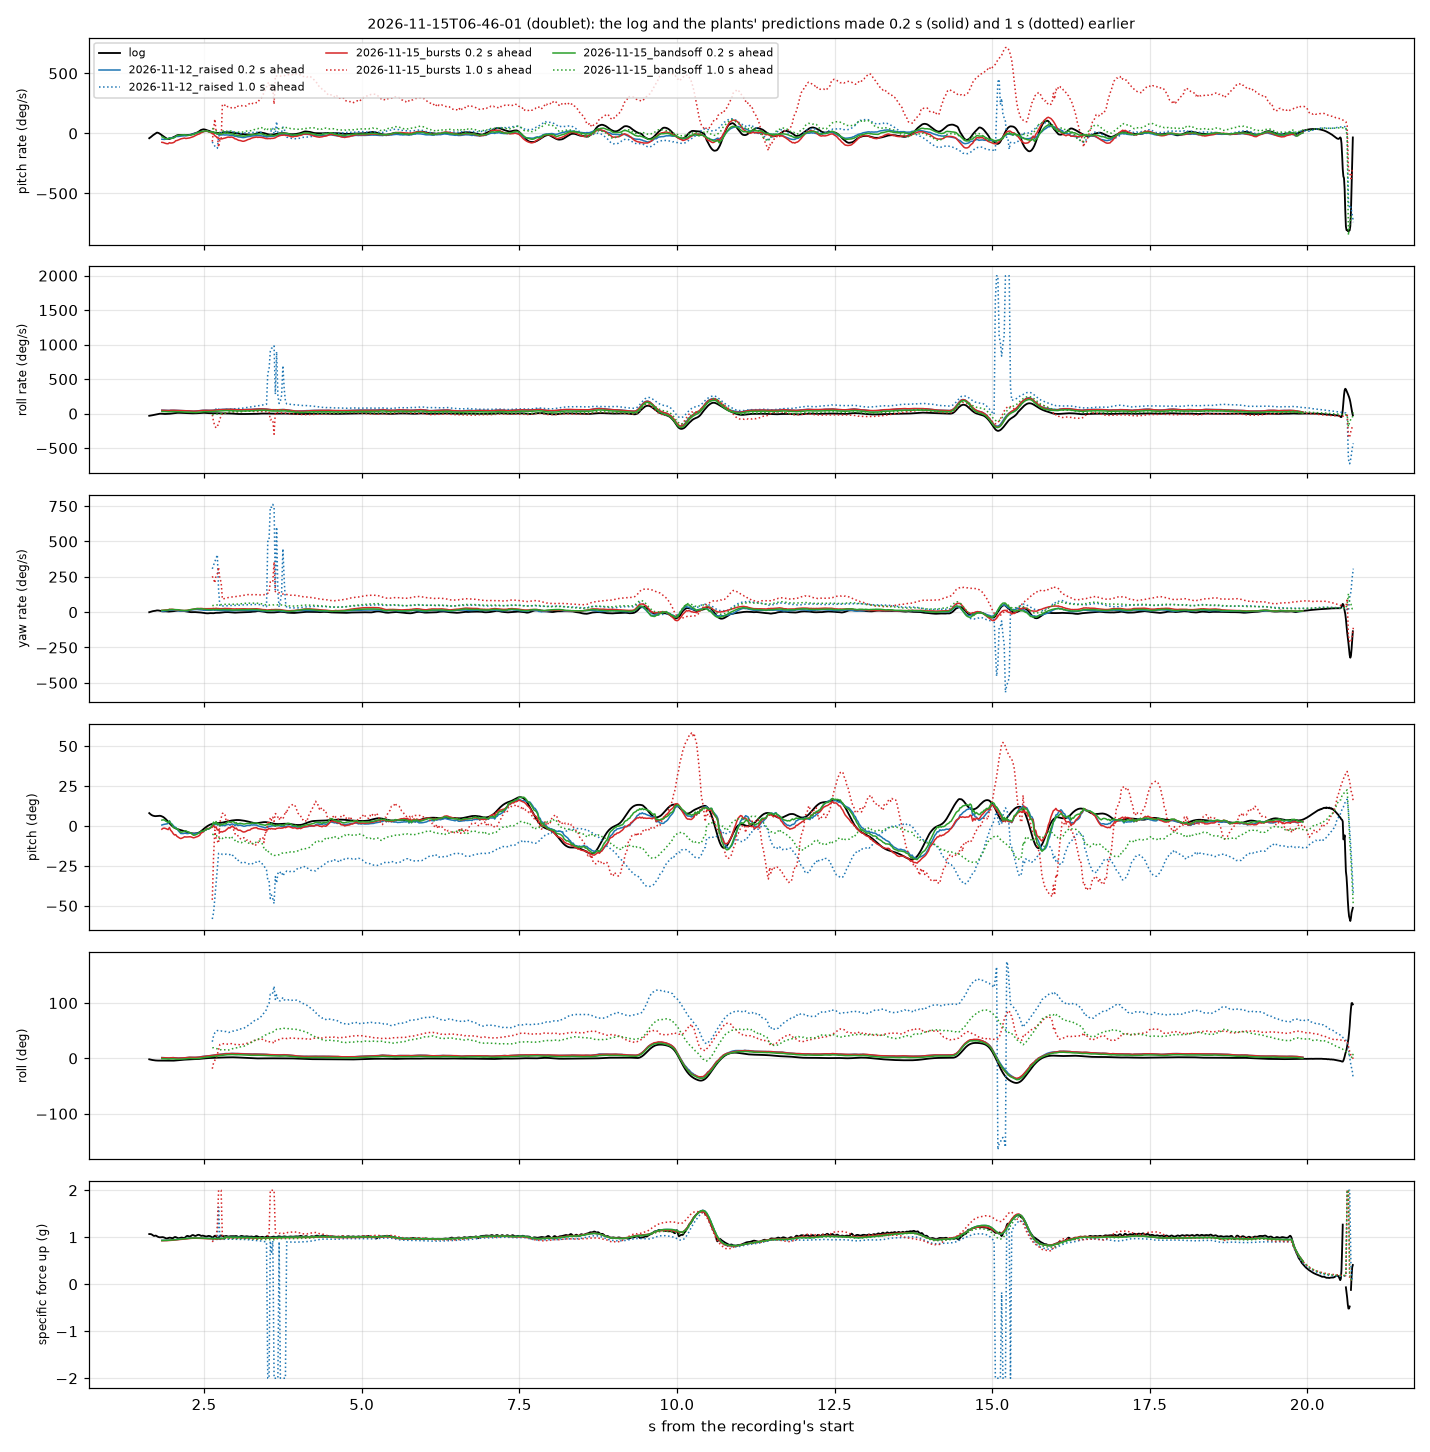 2026-11-15T06-46-01 (doublet): the log and the plants' predictions made 0.2 s (solid) and 1 s (dotted) earlier
log
2026-11-12_raised 0.2 s ahead
2026-11-12_raised 1.0 s ahead
2026-11-15_bursts 0.2 s ahead
2026-11-15_bursts 1.0 s ahead
2026-11-15_bandsoff 0.2 s ahead
2026-11-15_bandsoff 1.0 s ahead
pitch rate (deg/s)
500
0
−500
roll rate (deg/s)
2000
1500
1000
500
0
−500
yaw rate (deg/s)
750
500
250
0
−250
−500
pitch (deg)
50
25
0
−25
−50
roll (deg)
100
0
−100
specific force up (g)
2
1
0
−1
−2
2.5 5.0 7.5 10.0 12.5 15.0 17.5 20.0
s from the recording's start